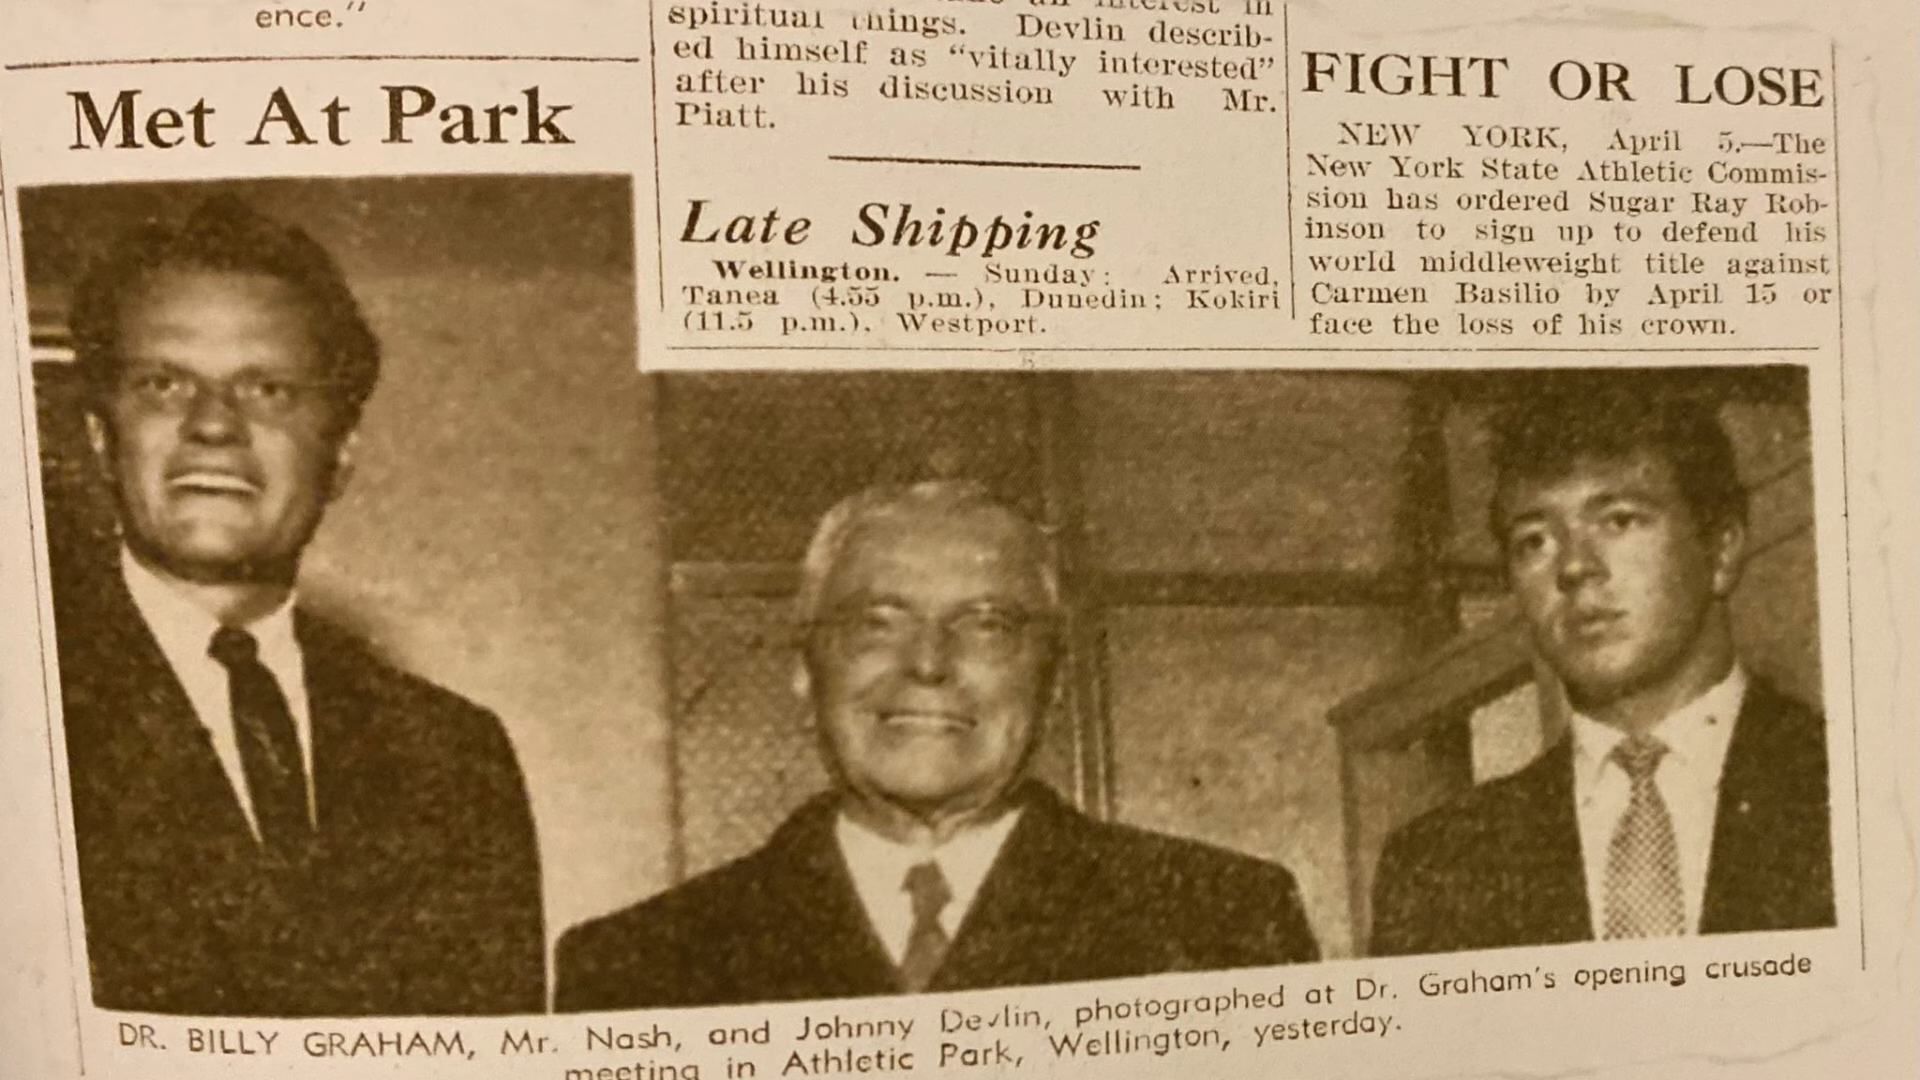 ence.”
Met At Park
spiritual things. Devlin describ-
ed himself as “vitally interested”
after his discussion with Mr.
Piatt.
Late Shipping
Wellington. — Sunday: Arrived,
Tanea (4.55 p.m.), Dunedin; Kokiri
(11.5 p.m.), Westport.
FIGHT OR LOSE
NEW YORK, April 5.—The
New York State Athletic Commis-
sion has ordered Sugar Ray Rob-
inson to sign up to defend his
world middleweight title against
Carmen Basilio by April 15 or
face the loss of his crown.
DR. BILLY GRAHAM, Mr. Nash, and Johnny Devlin, photographed at Dr. Graham’s opening crusade
meeting in Athletic Park, Wellington, yesterday.